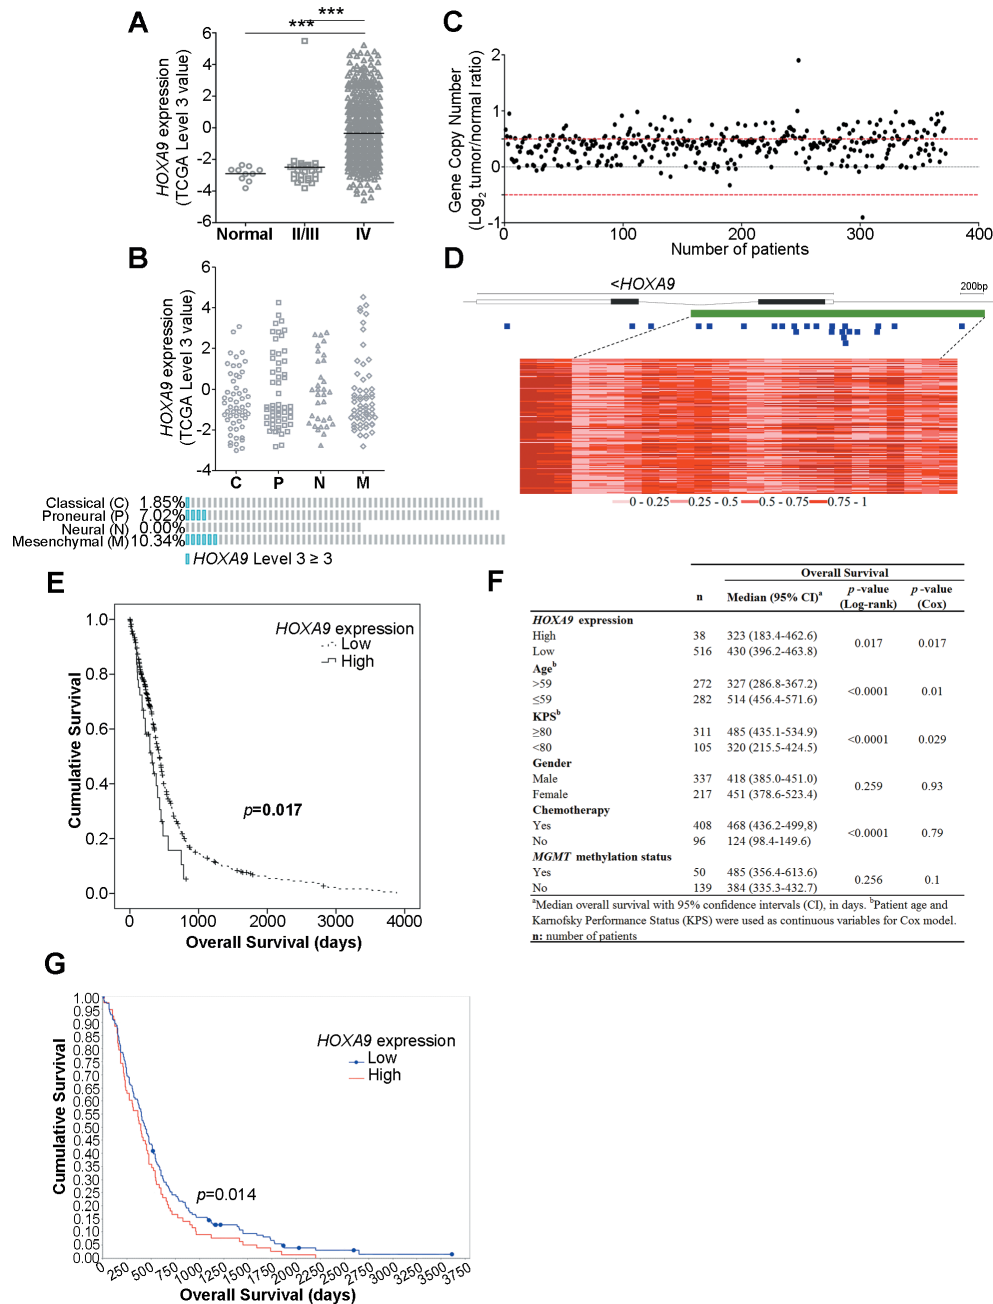 A
***
***
HOXA9 expression
(TCGA Level 3 value)
6
4
2
0
-2
-4
-6
Normal II/III IV
B
HOXA9 expression
(TCGA Level 3 value)
6
4
2
0
-2
-4
C P N M
Classical (C) 1.85%
Proneural (P) 7.02%
Neural (N) 0.00%
Mesenchymal (M) 10.34%
HOXA9 Level 3 ≥ 3
C
Gene Copy Number
(Log2 tumor/normal ratio)
2
1
0
-1
0 100 200 300 400
Number of patients
D
<HOXA9
200bp
0 - 0.25 0.25 - 0.5 0.5 - 0.75 0.75 - 1
E
Cumulative Survival
1.0
0.8
0.6
0.4
0.2
0.0
HOXA9 expression
Low
High
p=0.017
0 1000 2000 3000 4000
Overall Survival (days)
F
Overall Survival
n Median (95% CI)a p-value (Log-rank) p-value (Cox)
HOXA9 expression
High 38 323 (183.4-462.6) 0.017 0.017
Low 516 430 (396.2-463.8)
Ageb
>59 272 327 (286.8-367.2) <0.0001 0.01
≤59 282 514 (456.4-571.6)
KPSb
≥80 311 485 (435.1-534.9) <0.0001 0.029
<80 105 320 (215.5-424.5)
Gender
Male 337 418 (385.0-451.0) 0.259 0.93
Female 217 451 (378.6-523.4)
Chemotherapy
Yes 408 468 (436.2-499,8) <0.0001 0.79
No 96 124 (98.4-149.6)
MGMT methylation status
Yes 50 485 (356.4-613.6) 0.256 0.1
No 139 384 (335.3-432.7)
aMedian overall survival with 95% confidence intervals (CI), in days. bPatient age and
Karnofsky Performance Status (KPS) were used as continuous variables for Cox model.
n: number of patients
G
Cumulative Survival
1.00
0.95
0.90
0.85
0.80
0.75
0.70
0.65
0.60
0.55
0.50
0.45
0.40
0.35
0.30
0.25
0.20
0.15
0.10
0.05
0.00
HOXA9 expression
Low
High
p=0.014
0 250 500 750 1000 1250 1500 1750 2000 2250 2500 2750 3000 3250 3500 3750
Overall Survival (days)